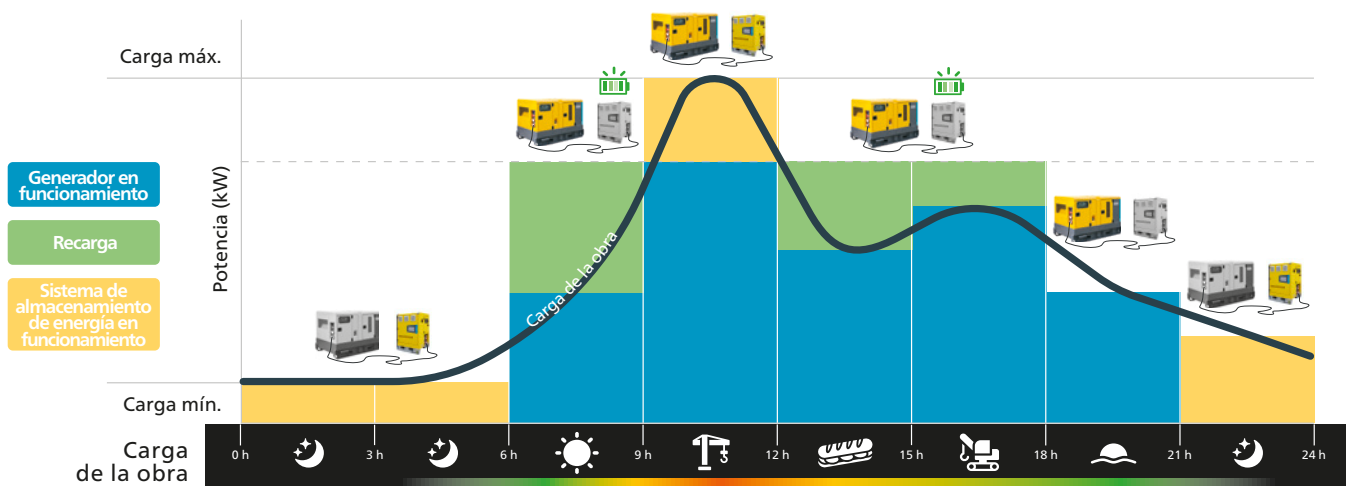 Carga máx.
Potencia (kW)
Generador en
funcionamiento
Recarga
Sistema de
almacenamiento
de energía en
funcionamiento
Carga de la obra
Carga mín.
Carga
de la obra
0 h
3 h
6 h
9 h
12 h
15 h
18 h
21 h
24 h